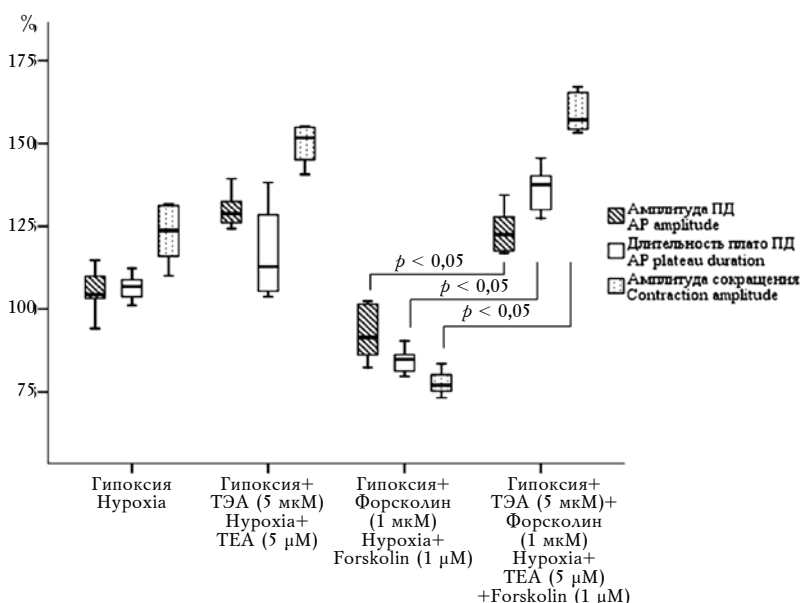 %
175
150
125
100
75
p < 0,05
p < 0,05
p < 0,05
Амплитуда ПД
AP amplitude
Длительность плато ПД
AP plateau duration
Амплитуда сокращения
Contraction amplitude
Гипоксия
Hypoxia
Гипоксия+
ТЭА (5 мкМ)
Hypoxia+
TEA (5 μM)
Гипоксия+
Форсколин
(1 мкМ)
Hypoxia+
Forskolin (1 μM)
Гипоксия+
ТЭА (5 мкМ)+
Форсколин
(1 мкМ)
Hypoxia+
TEA (5 μM)
+Forskolin (1 μM)